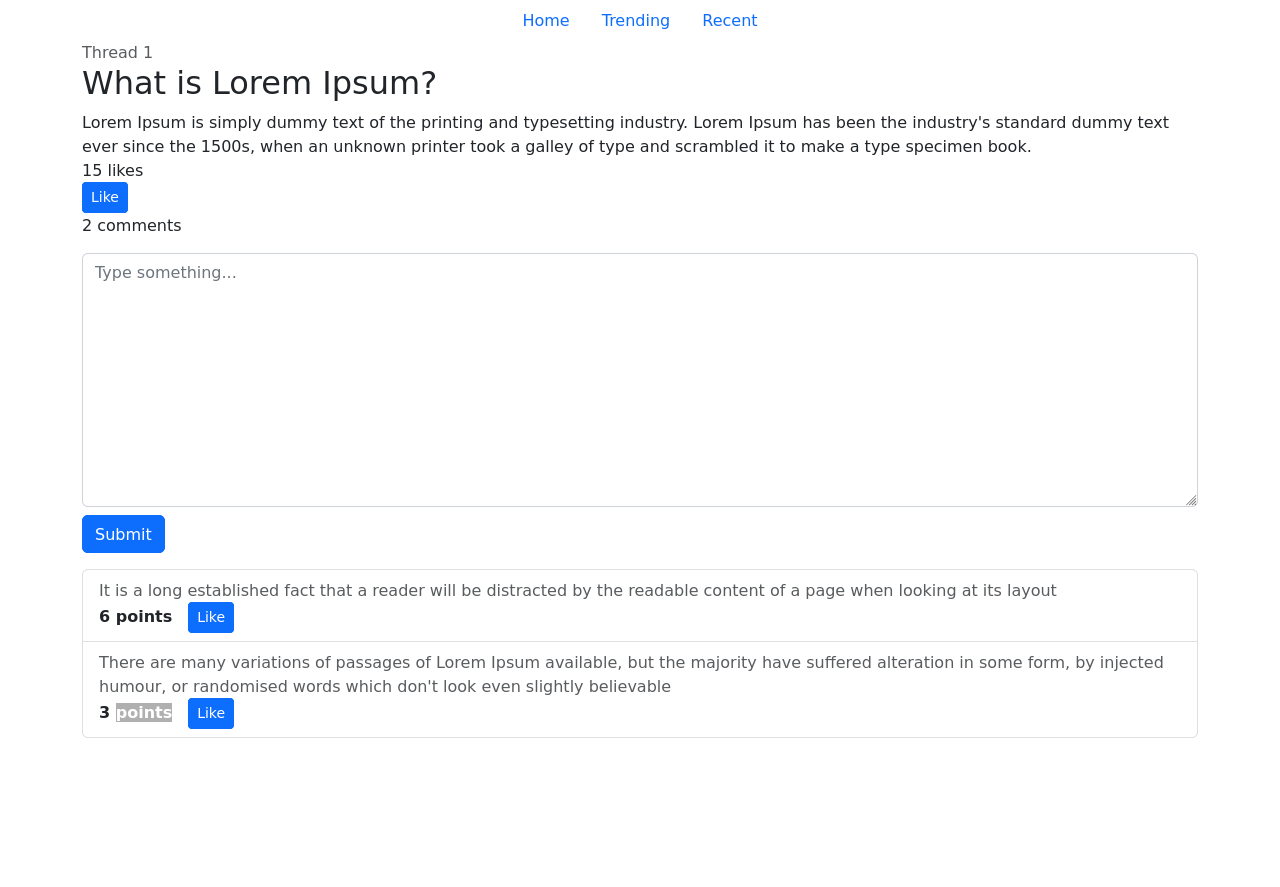 Home Trending Recent
Thread 1
What is Lorem Ipsum?
Lorem Ipsum is simply dummy text of the printing and typesetting industry. Lorem Ipsum has been the industry's standard dummy text
ever since the 1500s, when an unknown printer took a galley of type and scrambled it to make a type specimen book.
15 likes
Like
2 comments
Type something...
Submit
It is a long established fact that a reader will be distracted by the readable content of a page when looking at its layout
6 points Like
There are many variations of passages of Lorem Ipsum available, but the majority have suffered alteration in some form, by injected
humour, or randomised words which don't look even slightly believable
3 points Like